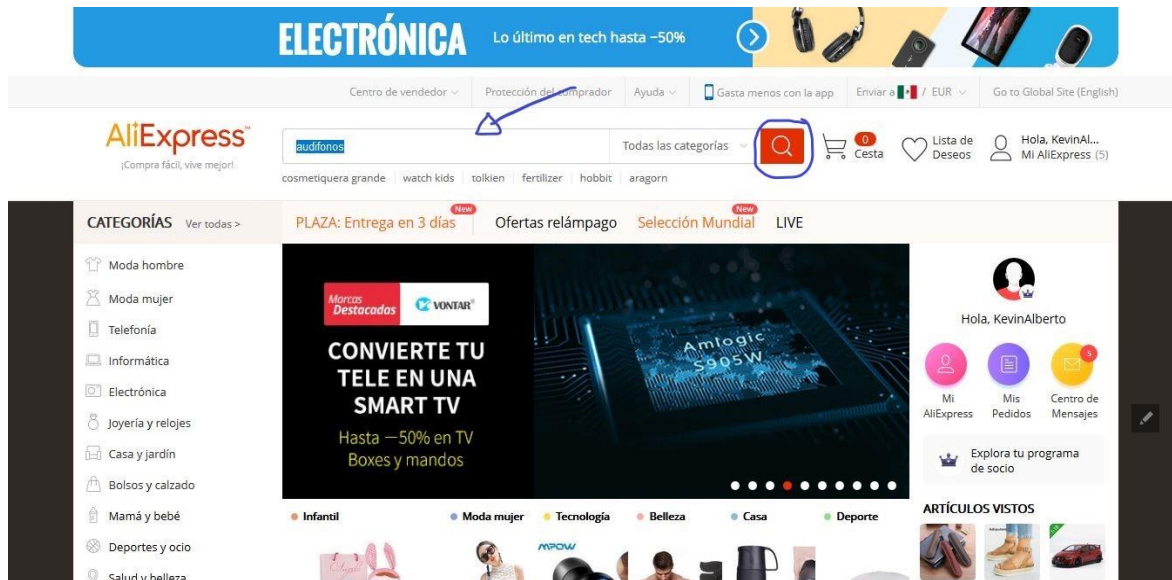 ELECTRÓNICA Lo último en tech hasta −50%
Centro de vendedor Protección del comprador Ayuda Gasta menos con la app Enviar a / EUR Go to Global Site (English)
AliExpress™
¡Compra fácil, vive mejor!
audifonos Todas las categorías
0
Cesta
Lista de
Deseos
Hola, KevinAl...
Mi AliExpress (5)
cosmetiquera grande watch kids tolkien fertilizer hobbit aragorn
CATEGORÍAS Ver todas >
PLAZA: Entrega en 3 días New Ofertas relámpago Selección Mundial New LIVE
Moda hombre
Moda mujer
Telefonía
Informática
Electrónica
Joyería y relojes
Casa y jardín
Bolsos y calzado
Mamá y bebé
Deportes y ocio
Salud y belleza
Marcas
Destacadas
VONTAR®
CONVIERTE TU
TELE EN UNA
SMART TV
Hasta —50% en TV
Boxes y mandos
Amlogic
S905W
Hola, KevinAlberto
5
Mi
AliExpress
Mis
Pedidos
Centro de
Mensajes
Explora tu programa
de socio
ARTÍCULOS VISTOS
Infantil Moda mujer Tecnología Belleza Casa Deporte
MPOW